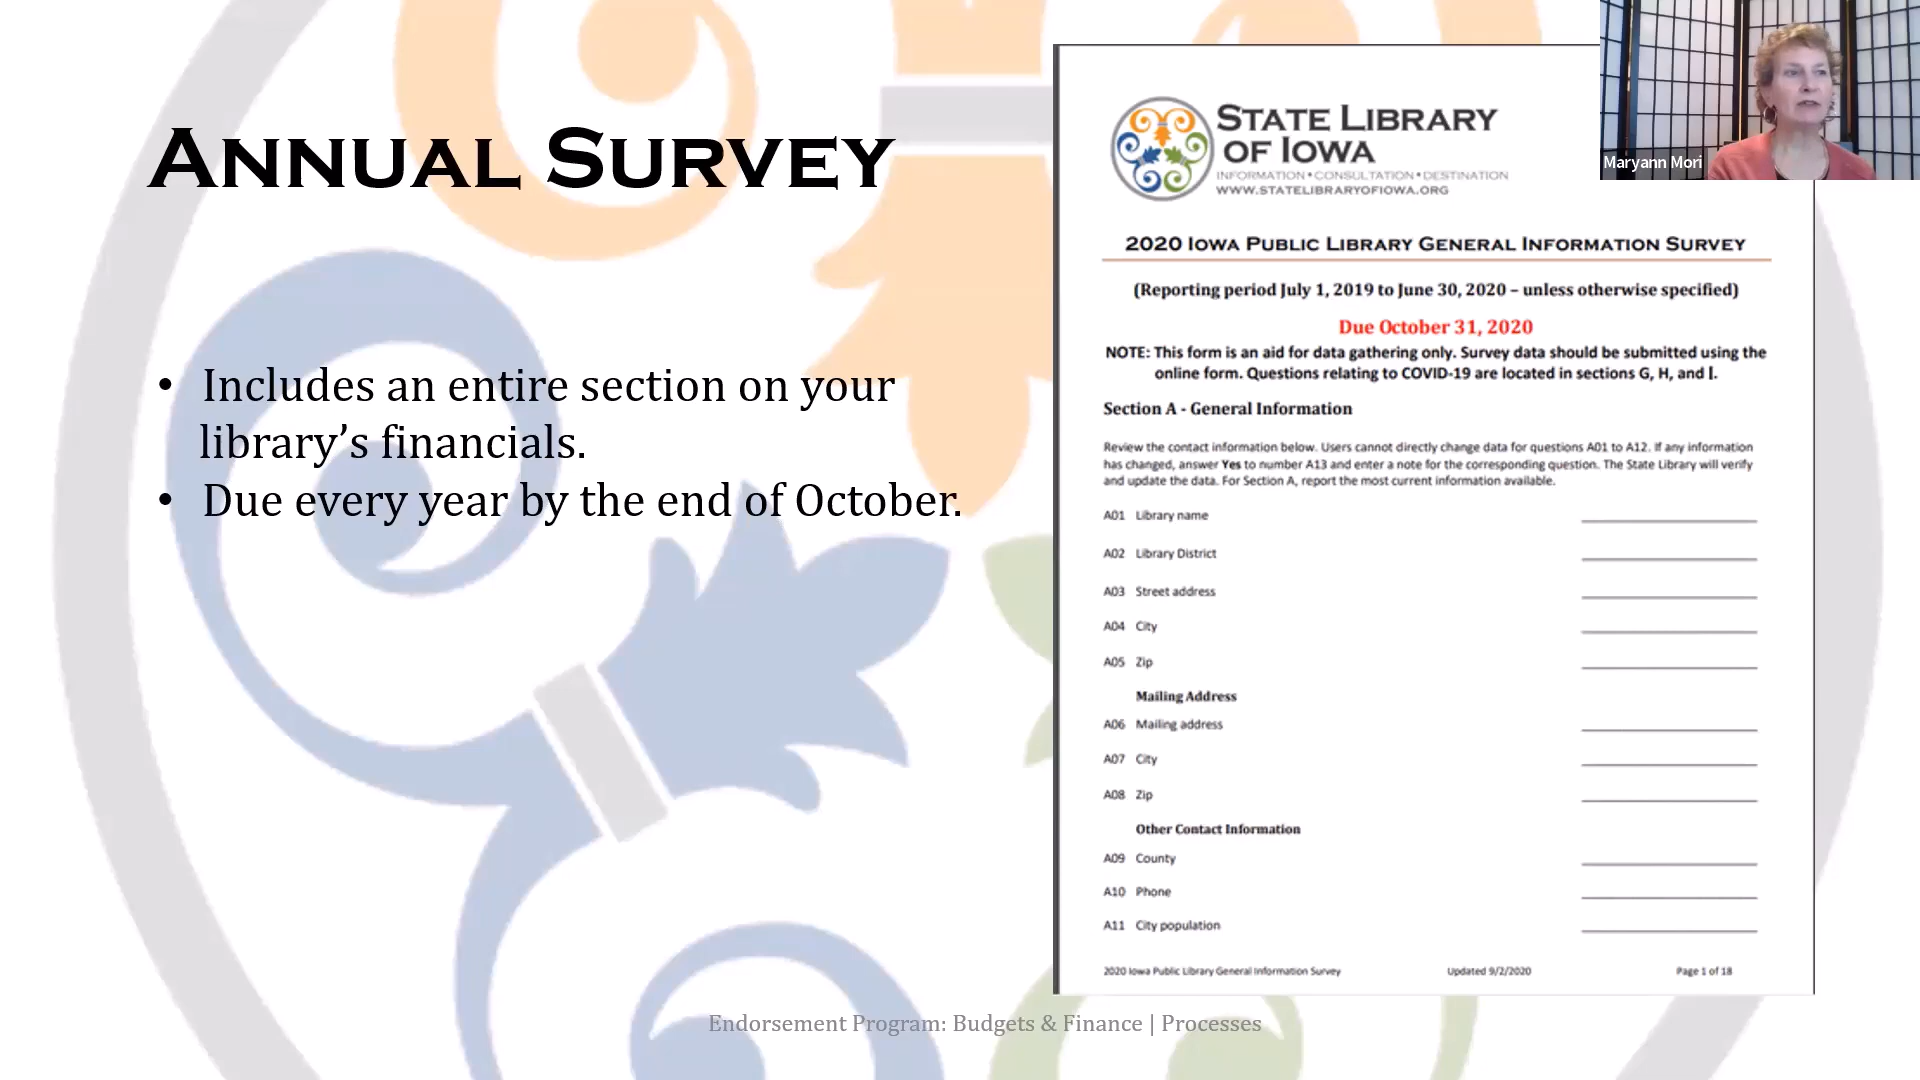 ANNUAL SURVEY
• Includes an entire section on your
library’s financials.
• Due every year by the end of October.
STATE LIBRARY
OF IOWA
INFORMATION • CONSULTATION • DESTINATION
WWW.STATELIBRARYOFIOWA.ORG
2020 IOWA PUBLIC LIBRARY GENERAL INFORMATION SURVEY
(Reporting period July 1, 2019 to June 30, 2020 – unless otherwise specified)
Due October 31, 2020
NOTE: This form is an aid for data gathering only. Survey data should be submitted using the
online form. Questions relating to COVID-19 are located in sections G, H, and I.
Section A - General Information
Review the contact information below. Users cannot directly change data for questions A01 to A12. If any information
has changed, answer Yes to number A13 and enter a note for the corresponding question. The State Library will verify
and update the data. For Section A, report the most current information available.
A01 Library name
A02 Library District
A03 Street address
A04 City
A05 Zip
Mailing Address
A06 Mailing address
A07 City
A08 Zip
Other Contact Information
A09 County
A10 Phone
A11 City population
2020 Iowa Public Library General Information Survey Updated 9/2/2020 Page 1 of 18
Endorsement Program: Budgets & Finance | Processes
Maryann Mori